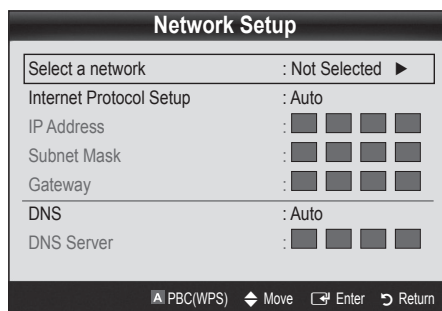 Network Setup
Select a network : Not Selected ►
Internet Protocol Setup : Auto
IP Address :
Subnet Mask :
Gateway :
DNS : Auto
DNS Server :
A PBC(WPS) Move Enter Return